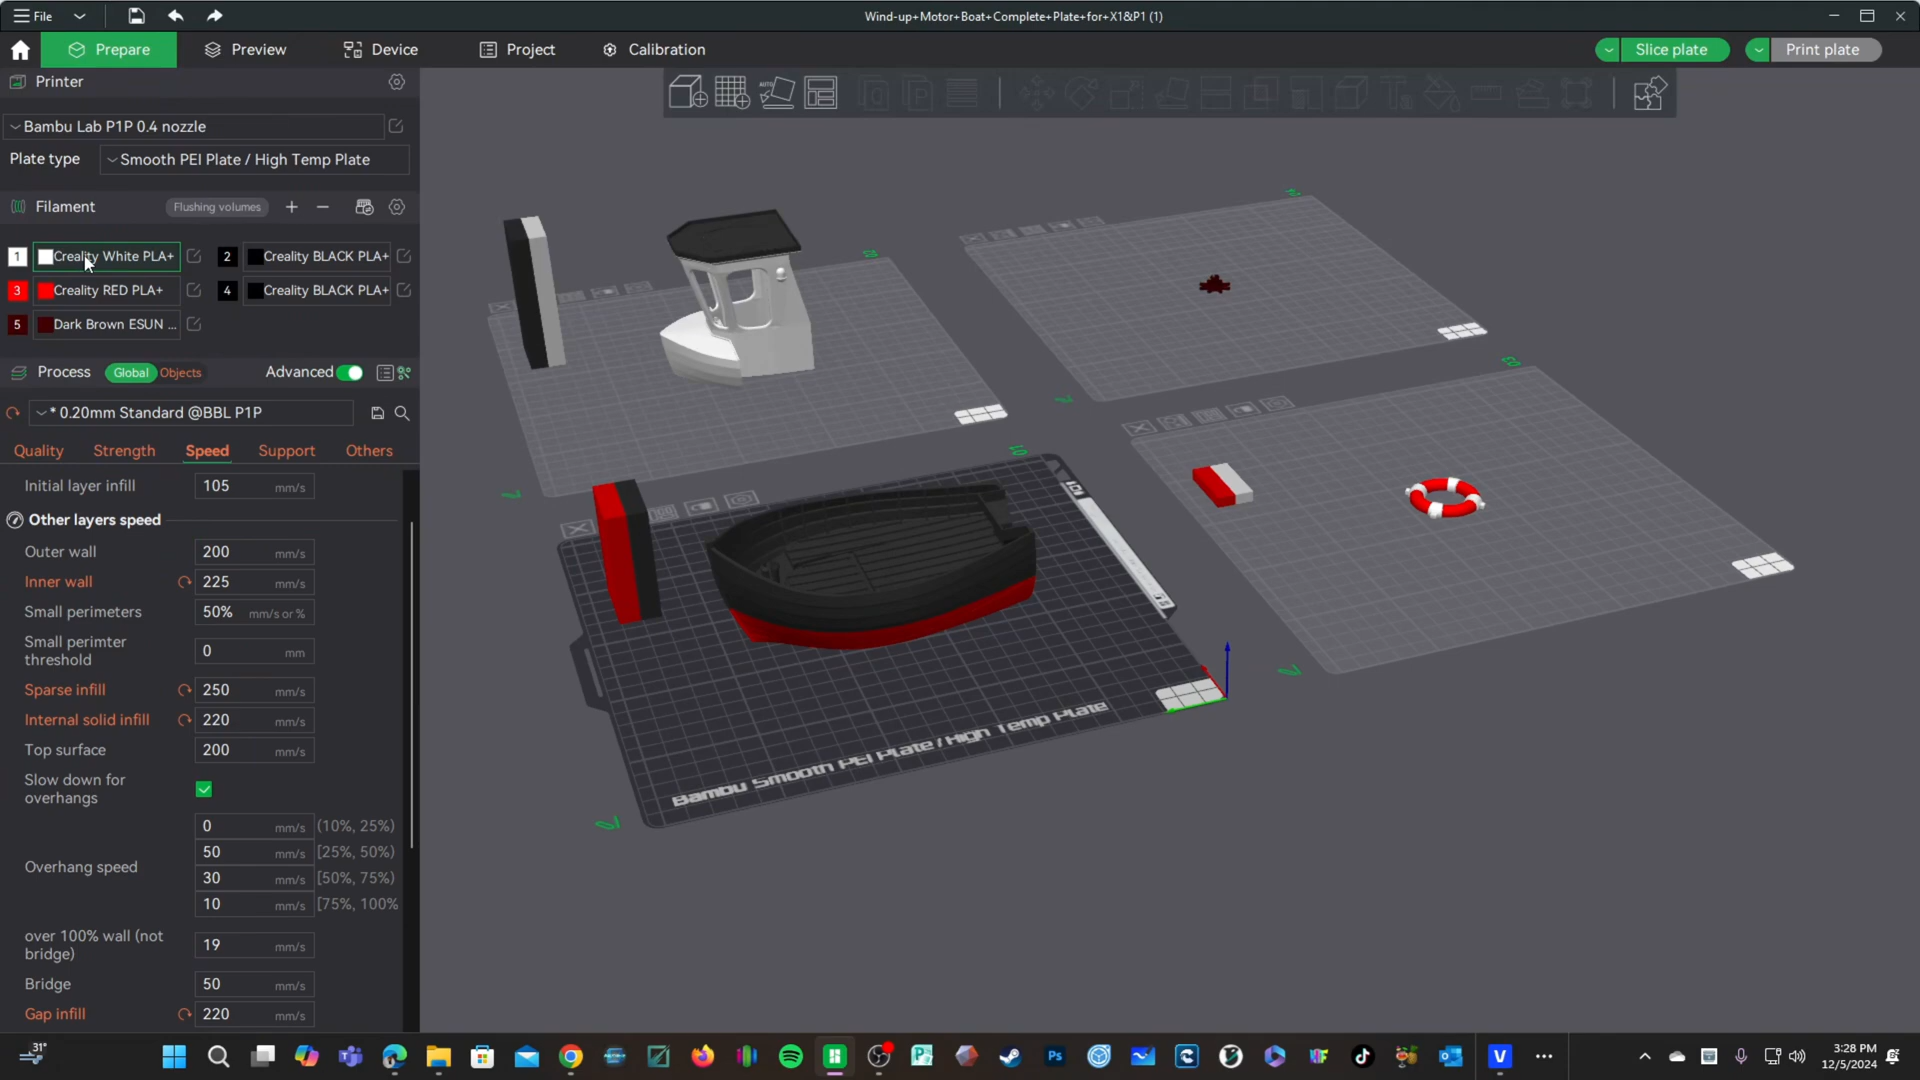 File
Wind-up+Motor+Boat+Complete+Plate+for+X1&P1 (1)
Prepare
Preview
Device
Project
Calibration
Slice plate
Print plate
Printer
Bambu Lab P1P 0.4 nozzle
Plate type
Smooth PEI Plate / High Temp Plate
Filament
Flushing volumes
1 Creality White PLA+
2 Creality BLACK PLA+
3 Creality RED PLA+
4 Creality BLACK PLA+
5 Dark Brown ESUN ...
Process
Global
Objects
Advanced
* 0.20mm Standard @BBL P1P
Quality
Strength
Speed
Support
Others
Initial layer infill 105 mm/s
Other layers speed
Outer wall 200 mm/s
Inner wall 225 mm/s
Small perimeters 50% mm/s or %
Small perimter
threshold
0 mm
Sparse infill 250 mm/s
Internal solid infill 220 mm/s
Top surface 200 mm/s
Slow down for
overhangs
Overhang speed
0 mm/s (10%, 25%)
50 mm/s [25%, 50%)
30 mm/s [50%, 75%)
10 mm/s [75%, 100%
over 100% wall (not
bridge)
19 mm/s
Bridge 50 mm/s
Gap infill 220 mm/s
AUTO
02
04
01
03
Bambu Smooth PEI Plate / High Temp Plate
31°
3:28 PM
12/5/2024